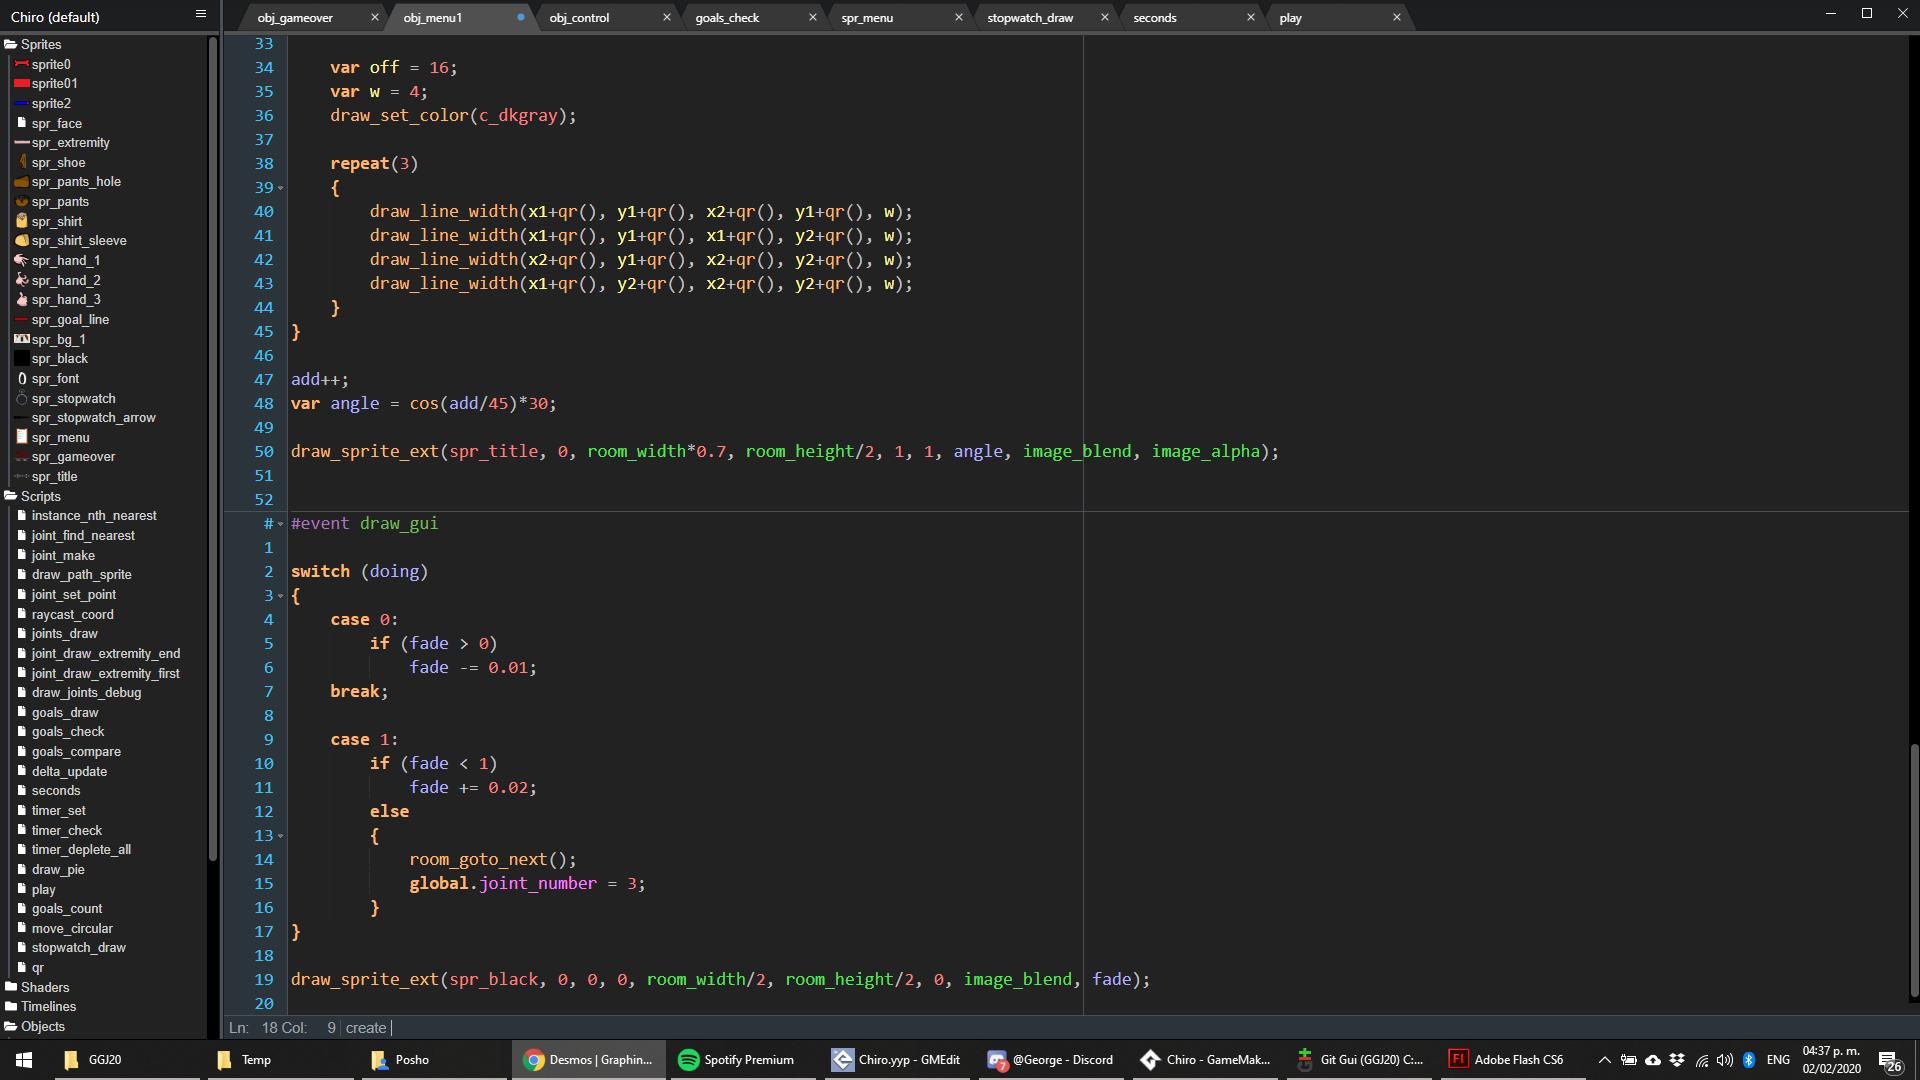 Chiro (default)
obj_gameover
obj_menu1
obj_control
goals_check
spr_menu
stopwatch_draw
seconds
play
Sprites
sprite0
sprite01
sprite2
spr_face
spr_extremity
spr_shoe
spr_pants_hole
spr_pants
spr_shirt
spr_shirt_sleeve
spr_hand_1
spr_hand_2
spr_hand_3
spr_goal_line
spr_bg_1
spr_black
spr_font
spr_stopwatch
spr_stopwatch_arrow
spr_menu
spr_gameover
spr_title
Scripts
instance_nth_nearest
joint_find_nearest
joint_make
draw_path_sprite
joint_set_point
raycast_coord
joints_draw
joint_draw_extremity_end
joint_draw_extremity_first
draw_joints_debug
goals_draw
goals_check
goals_compare
delta_update
seconds
timer_set
timer_check
timer_deplete_all
draw_pie
play
goals_count
move_circular
stopwatch_draw
qr
Shaders
Timelines
Objects
33
34 var off = 16;
35 var w = 4;
36 draw_set_color(c_dkgray);
37
38 repeat(3)
39 {
40 draw_line_width(x1+qr(), y1+qr(), x2+qr(), y1+qr(), w);
41 draw_line_width(x1+qr(), y1+qr(), x1+qr(), y2+qr(), w);
42 draw_line_width(x2+qr(), y1+qr(), x2+qr(), y2+qr(), w);
43 draw_line_width(x1+qr(), y2+qr(), x2+qr(), y2+qr(), w);
44 }
45 }
46
47 add++;
48 var angle = cos(add/45)*30;
49
50 draw_sprite_ext(spr_title, 0, room_width*0.7, room_height/2, 1, 1, angle, image_blend, image_alpha);
51
52
# #event draw_gui
1
2 switch (doing)
3 {
4 case 0:
5 if (fade > 0)
6 fade -= 0.01;
7 break;
8
9 case 1:
10 if (fade < 1)
11 fade += 0.02;
12 else
13 {
14 room_goto_next();
15 global.joint_number = 3;
16 }
17 }
18
19 draw_sprite_ext(spr_black, 0, 0, 0, room_width/2, room_height/2, 0, image_blend, fade);
20
Ln: 18 Col: 9 create
GGJ20
Temp
Posho
Desmos | Graphin...
Spotify Premium
Chiro.yyp - GMEdit
7
@George - Discord
Chiro - GameMak...
Git Gui (GGJ20) C:...
Fl
Adobe Flash CS6
ENG
04:37 p. m.
02/02/2020
26